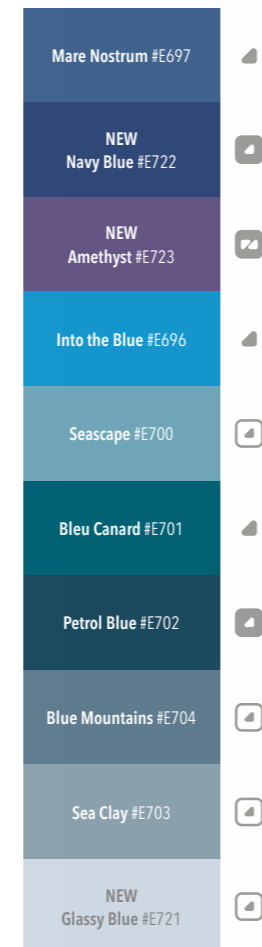 Mare Nostrum #E697
NEW
Navy Blue #E722
NEW
Amethyst #E723
Into the Blue #E696
Seascape #E700
Bleu Canard #E701
Petrol Blue #E702
Blue Mountains #E704
Sea Clay #E703
NEW
Glassy Blue #E721